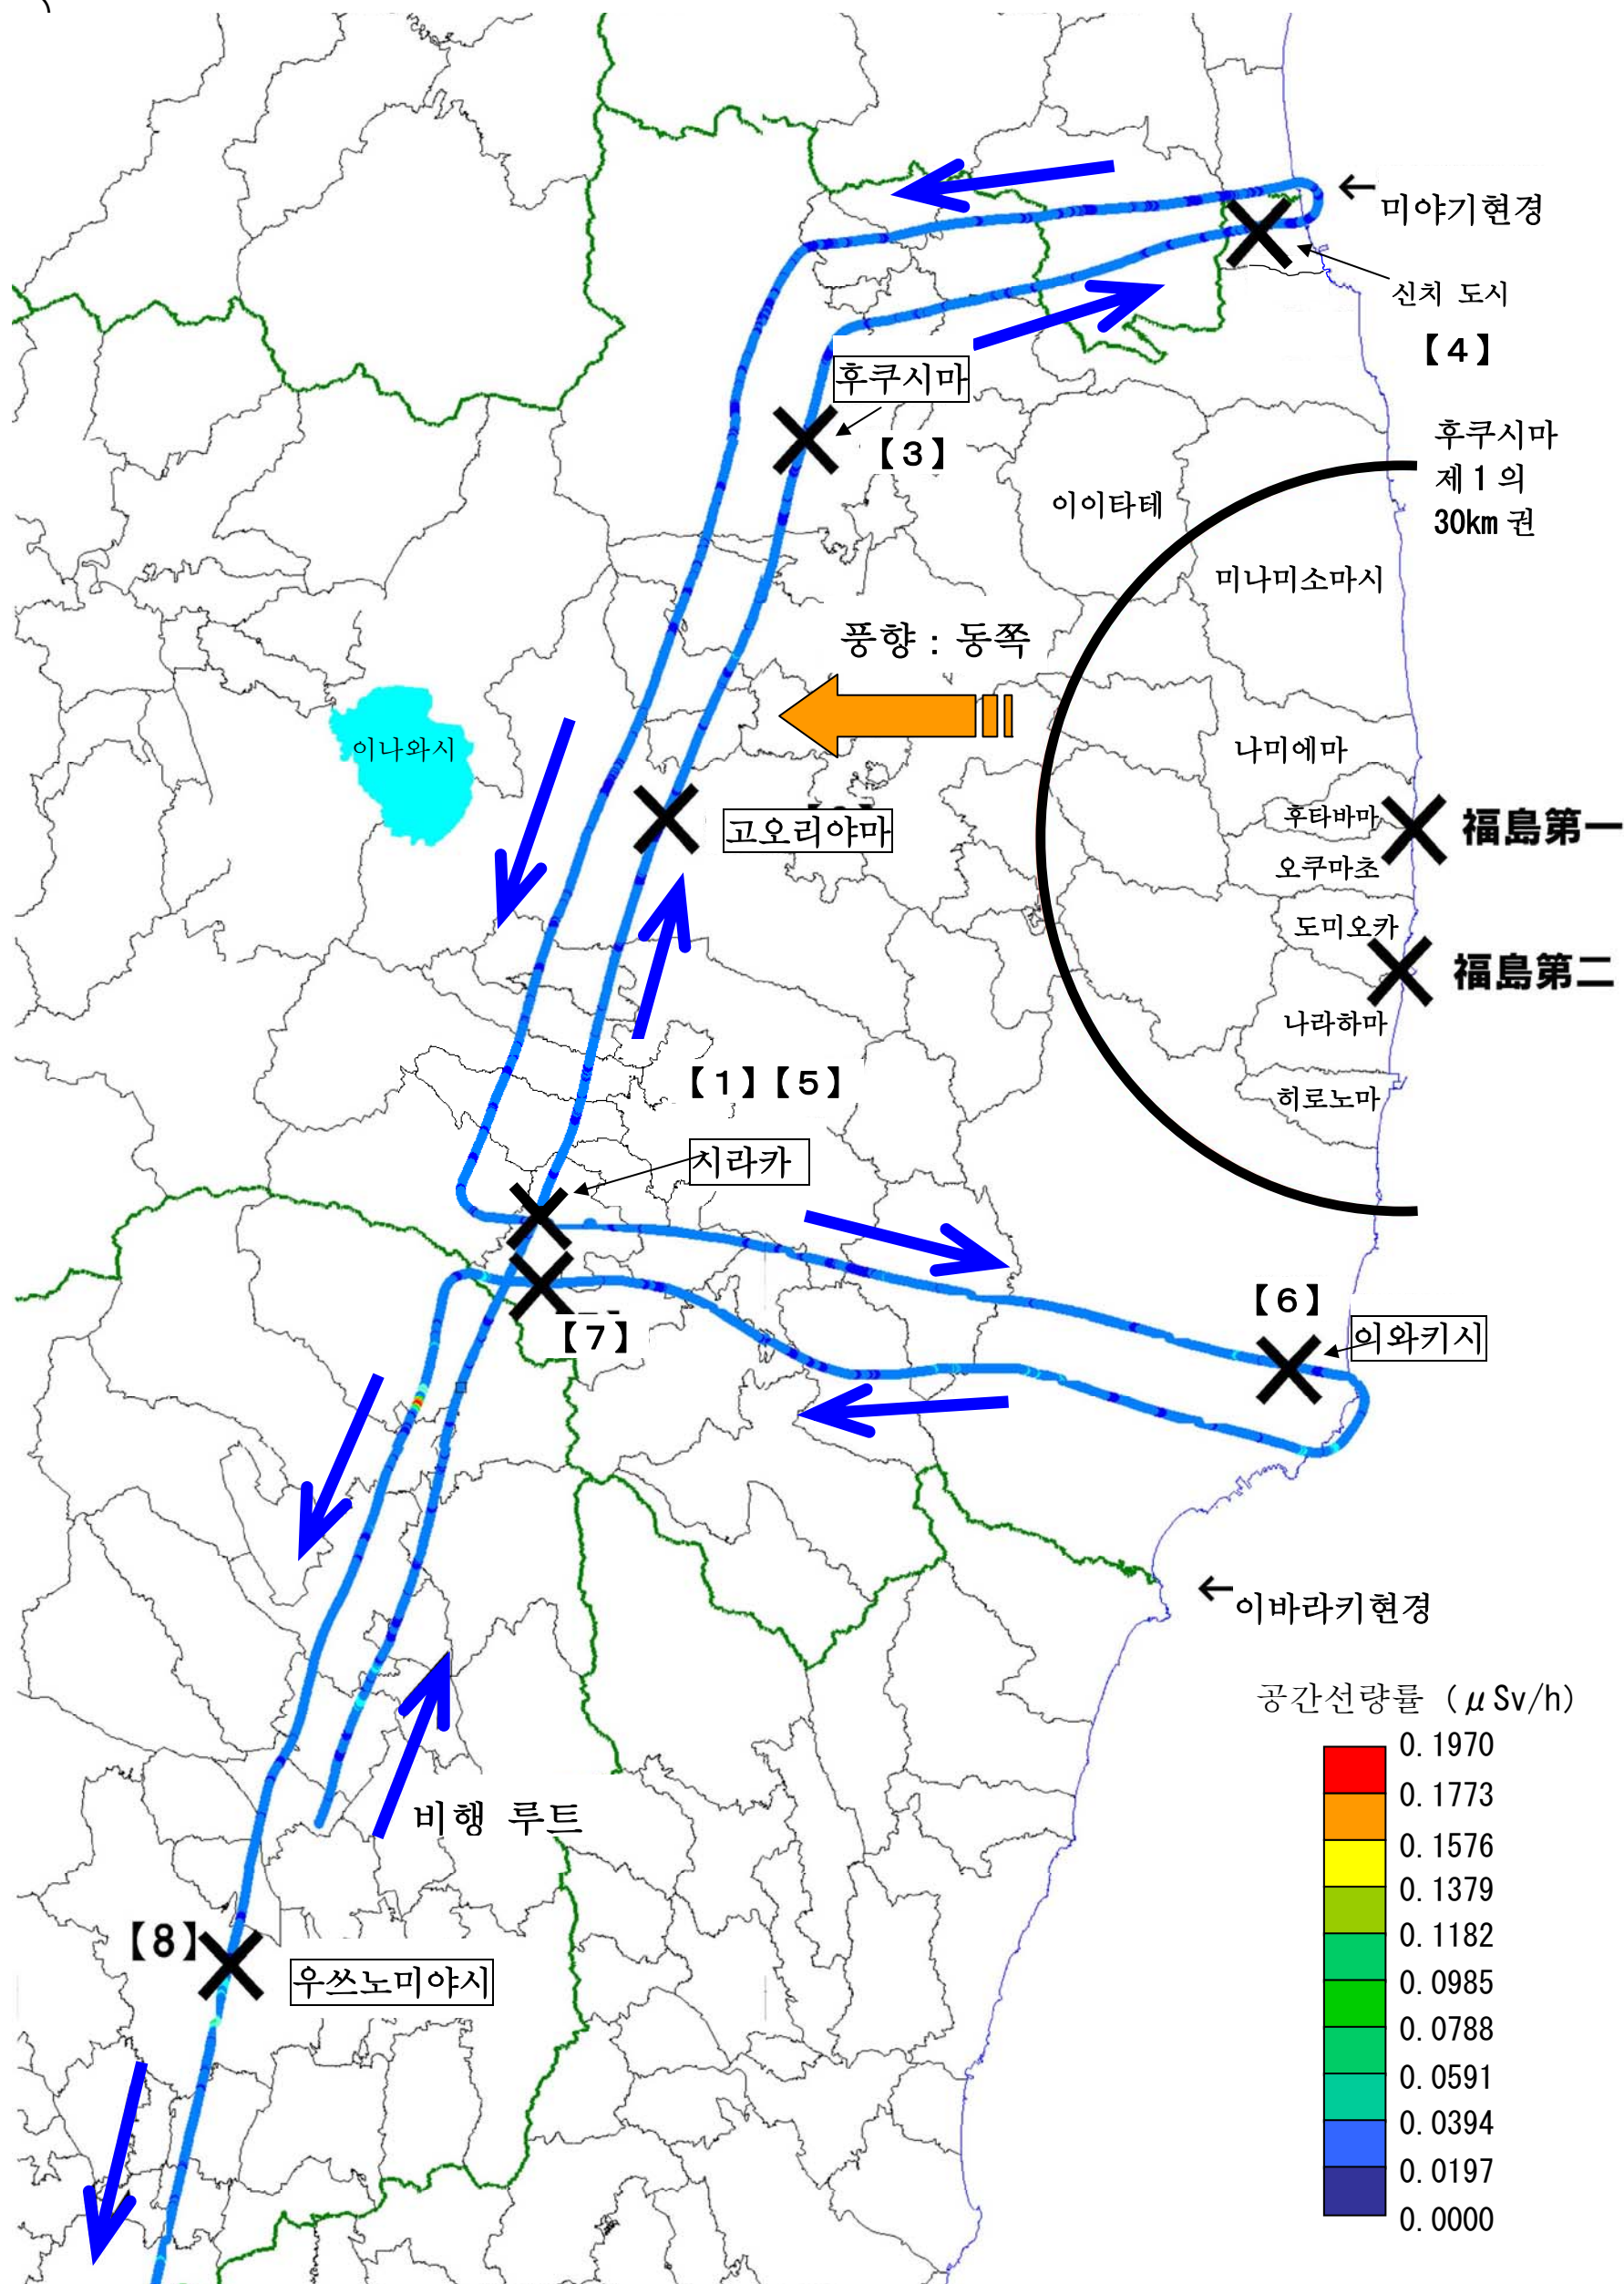 ← 미야기현경
신치 도시
【4】
후쿠시마
【3】
후쿠시마
제1의
30km 권
이이타테
미나미소마시
풍향 : 동쪽
이나와시
나미에마
고오리야마
후타바마
福島第一
오쿠마초
도미오카
福島第二
나라하마
【1】【5】
히로노마
시라카
【6】
이와키시
【7】
← 이바라키현경
공간선량률 (μSv/h)
0.1970
0.1773
0.1576
0.1379
0.1182
0.0985
0.0788
0.0591
0.0394
0.0197
0.0000
비행 루트
【8】
우쓰노미야시